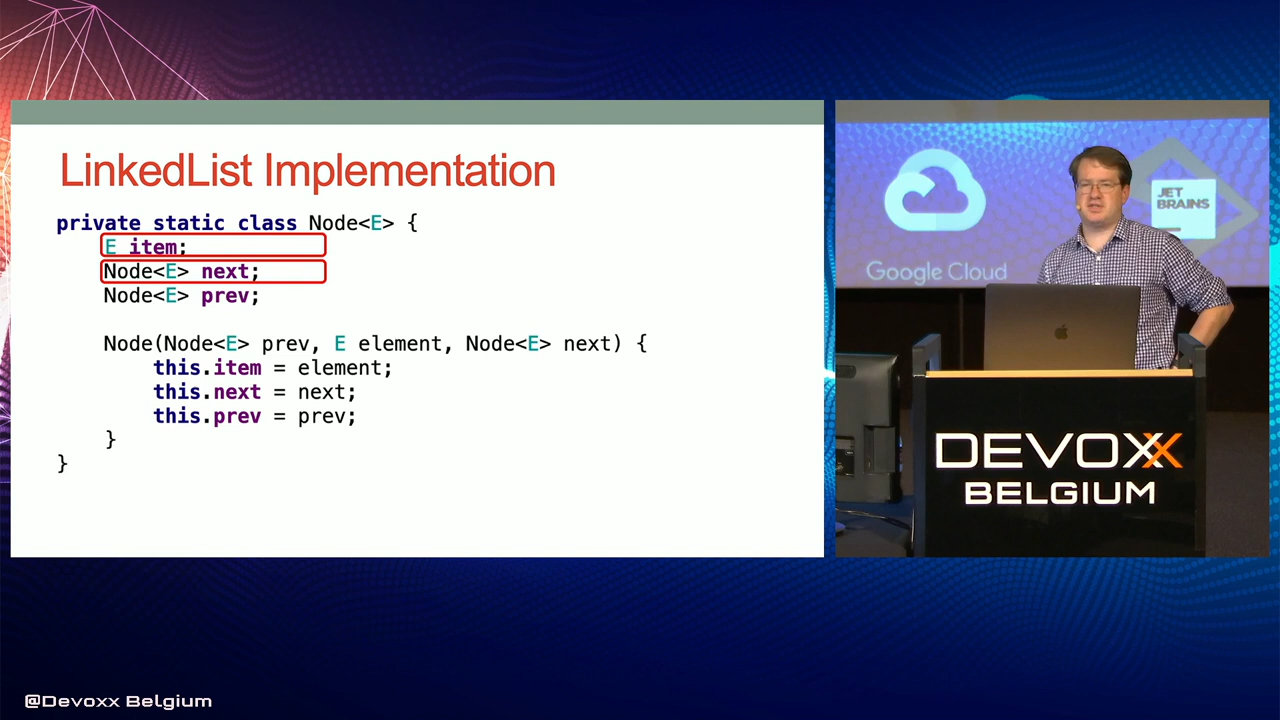 LinkedList Implementation
private static class Node<E> {
E item;
Node<E> next;
Node<E> prev;
Node(Node<E> prev, E element, Node<E> next) {
this.item = element;
this.next = next;
this.prev = prev;
}
}
Google Cloud
JET
BRAINS
DEVOXX
BELGIUM
@Devoxx Belgium